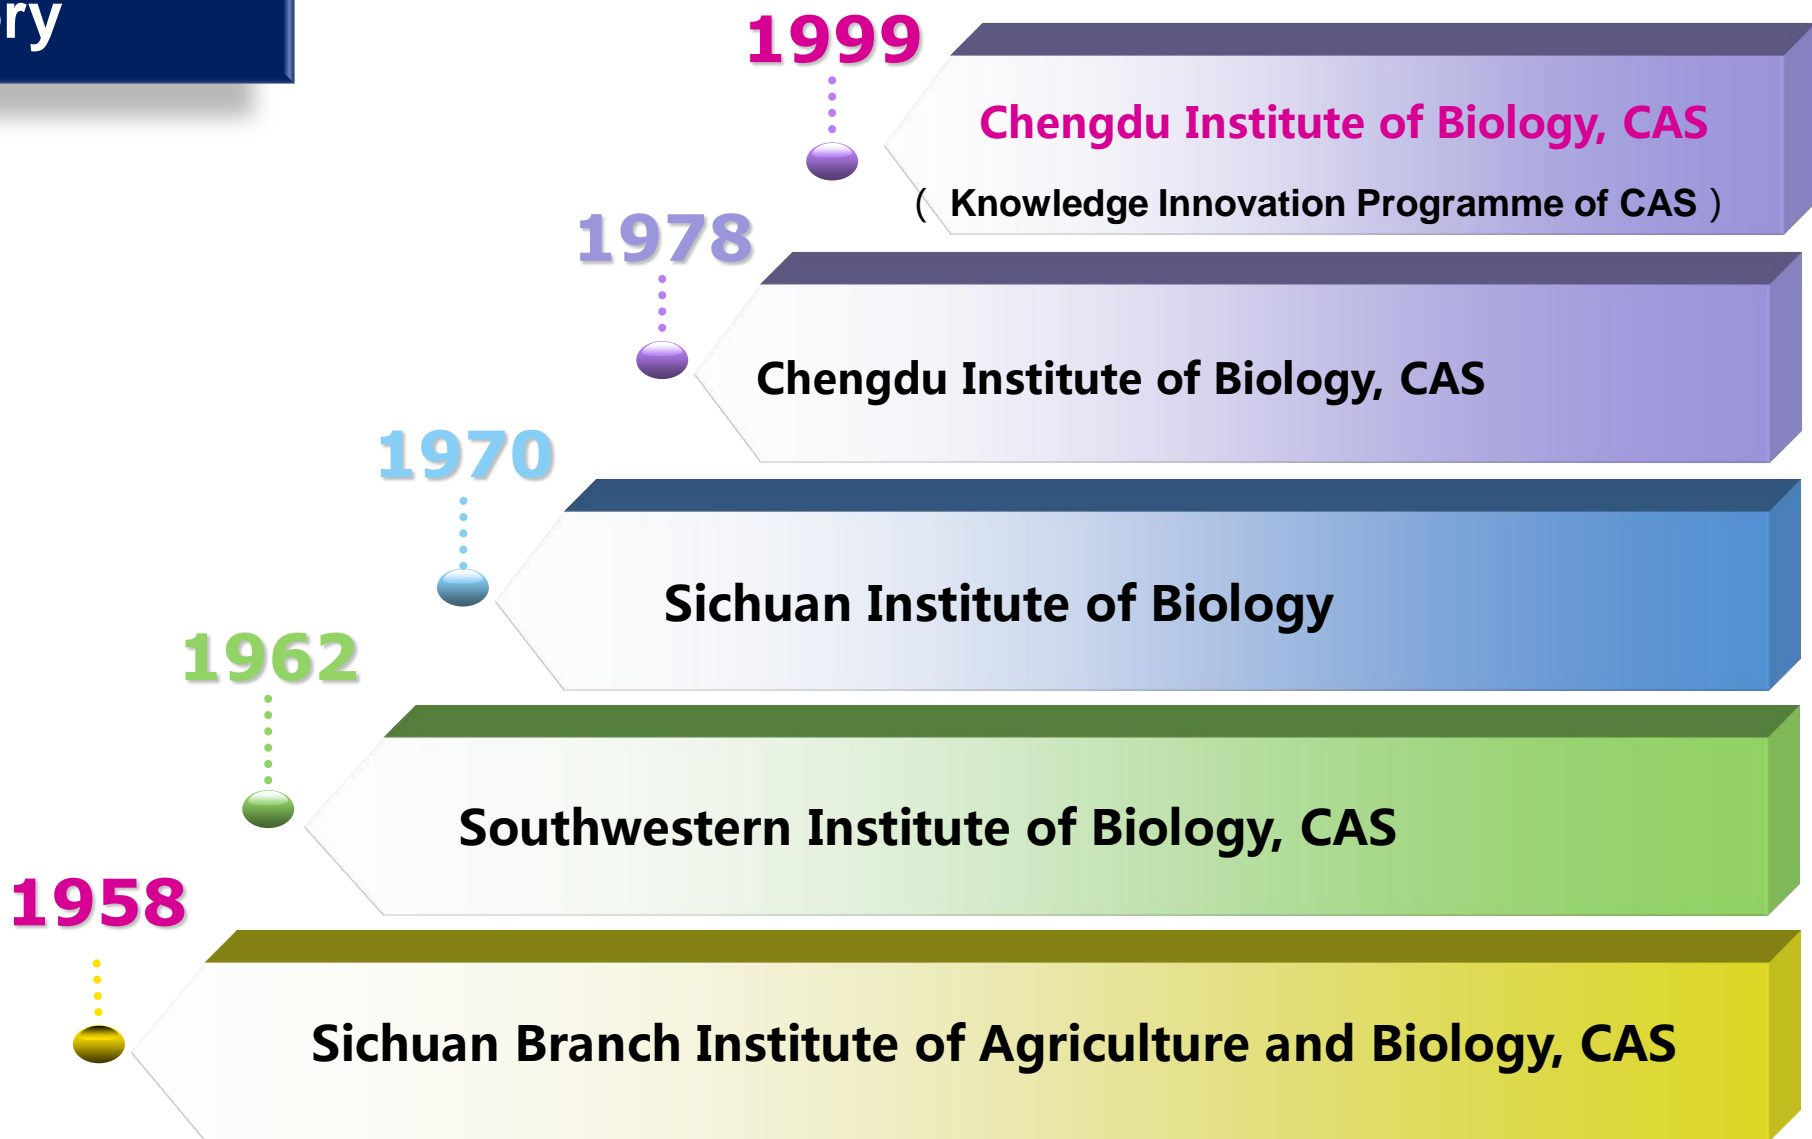 1999
Chengdu Institute of Biology, CAS
( Knowledge Innovation Programme of CAS )
1978
Chengdu Institute of Biology, CAS
1970
Sichuan Institute of Biology
1962
Southwestern Institute of Biology, CAS
1958
Sichuan Branch Institute of Agriculture and Biology, CAS